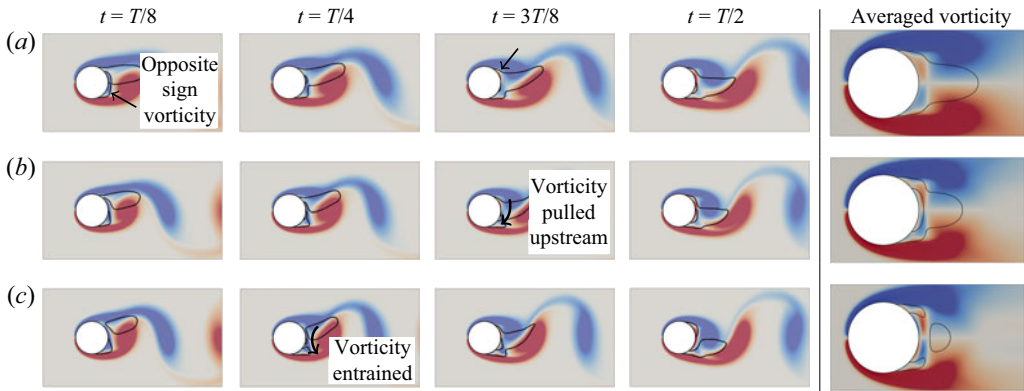 t = T/8 t = T/4 t = 3T/8 t = T/2 Averaged vorticity
(a)
Opposite
sign
vorticity
(b)
Vorticity
pulled
upstream
(c)
Vorticity
entrained